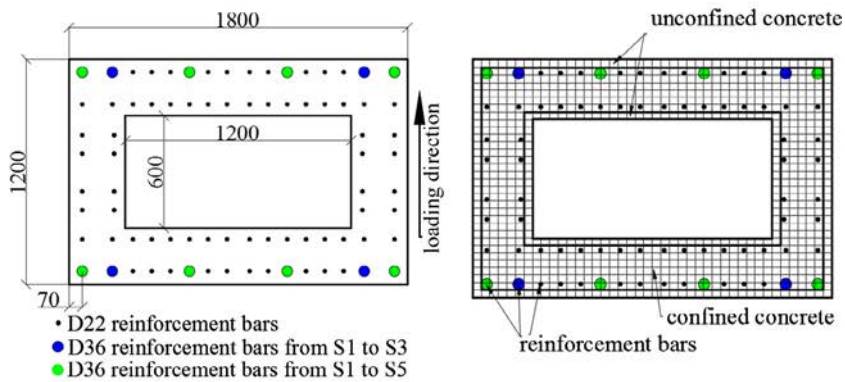 1800
1200
1200
600
70
loading direction
• D22 reinforcement bars
D36 reinforcement bars from S1 to S3
D36 reinforcement bars from S1 to S5
unconfined concrete
confined concrete
reinforcement bars